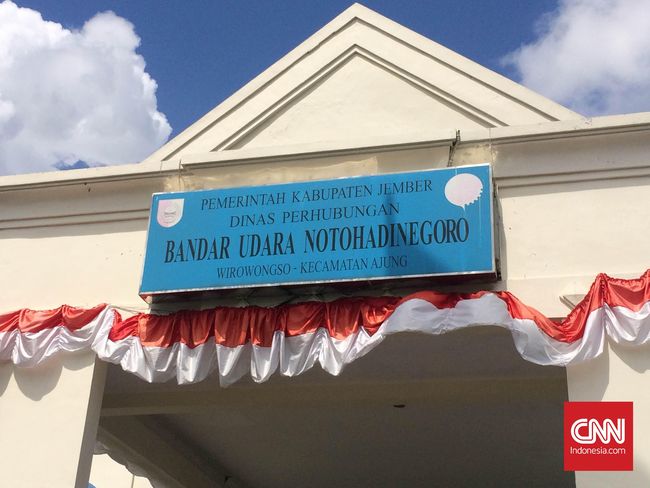 PEMERINTAH KABUPATEN JEMBER
DINAS PERHUBUNGAN
BANDAR UDARA NOTOHADINEGORO
WIROWONGSO - KECAMATAN AJUNG
CNN
Indonesia.com